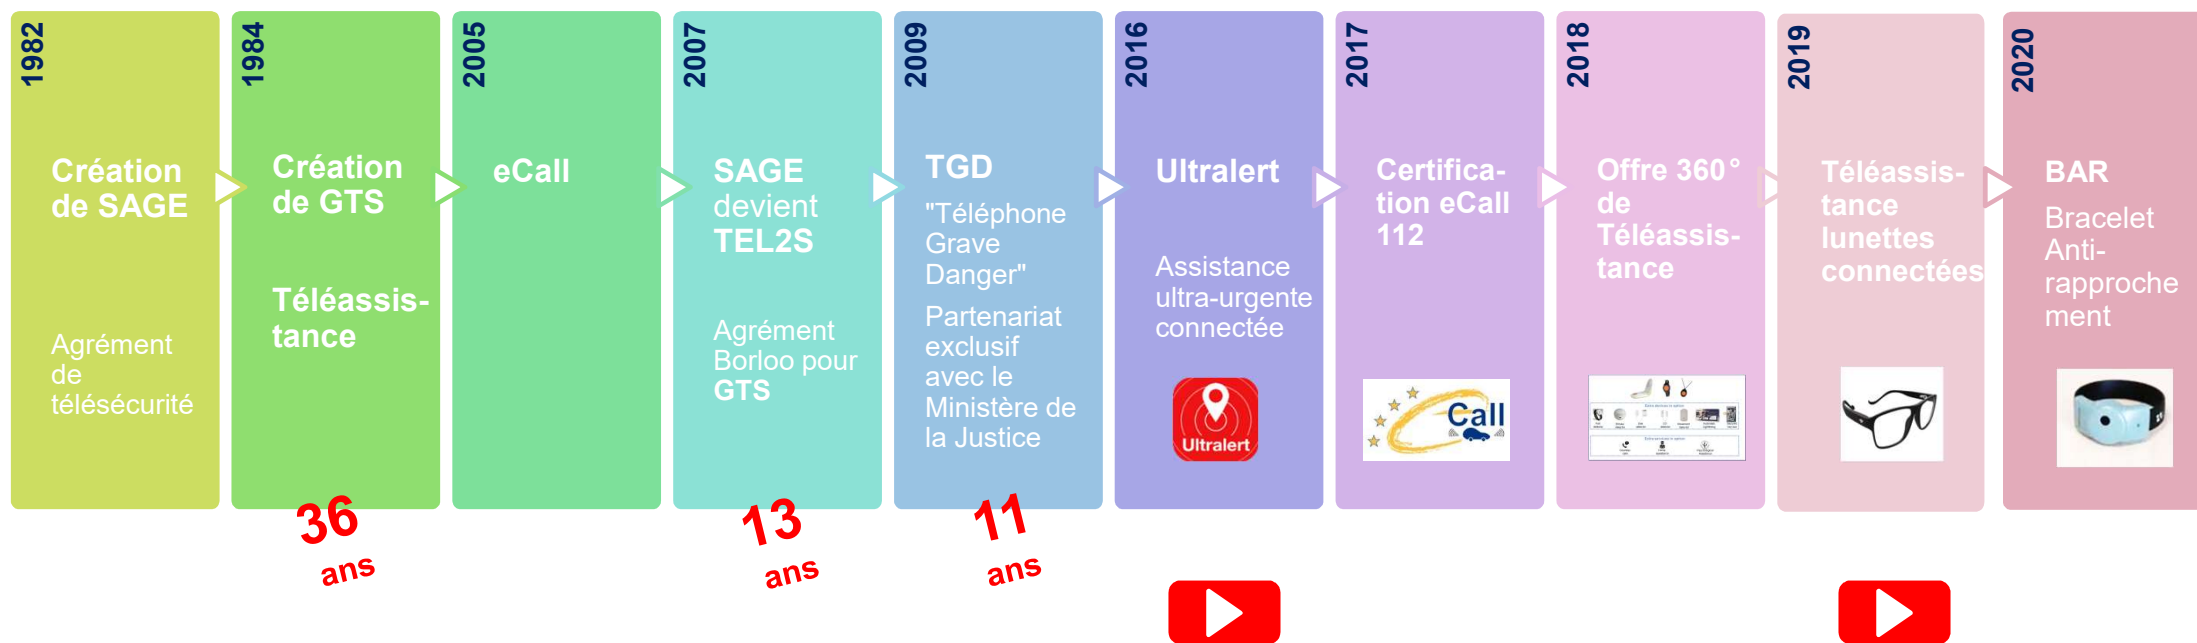 1982
Création
de SAGE
Agrément
de
télésécurité
1984
Création
de GTS
Téléassis-
tance
36
ans
2005
eCall
2007
SAGE
devient
TEL2S
Agrément
Borloo pour
GTS
13
ans
2009
TGD
"Téléphone
Grave
Danger"
Partenariat
exclusif
avec le
Ministère de
la Justice
11
ans
2016
Ultralert
Assistance
ultra-urgente
connectée
Ultralert
2017
Certifica-
tion eCall
112
Call
2018
Offre 360°
de
Téléassis-
tance
2019
Téléassis-
tance
lunettes
connectées
2020
BAR
Bracelet
Anti-
rapproche
ment